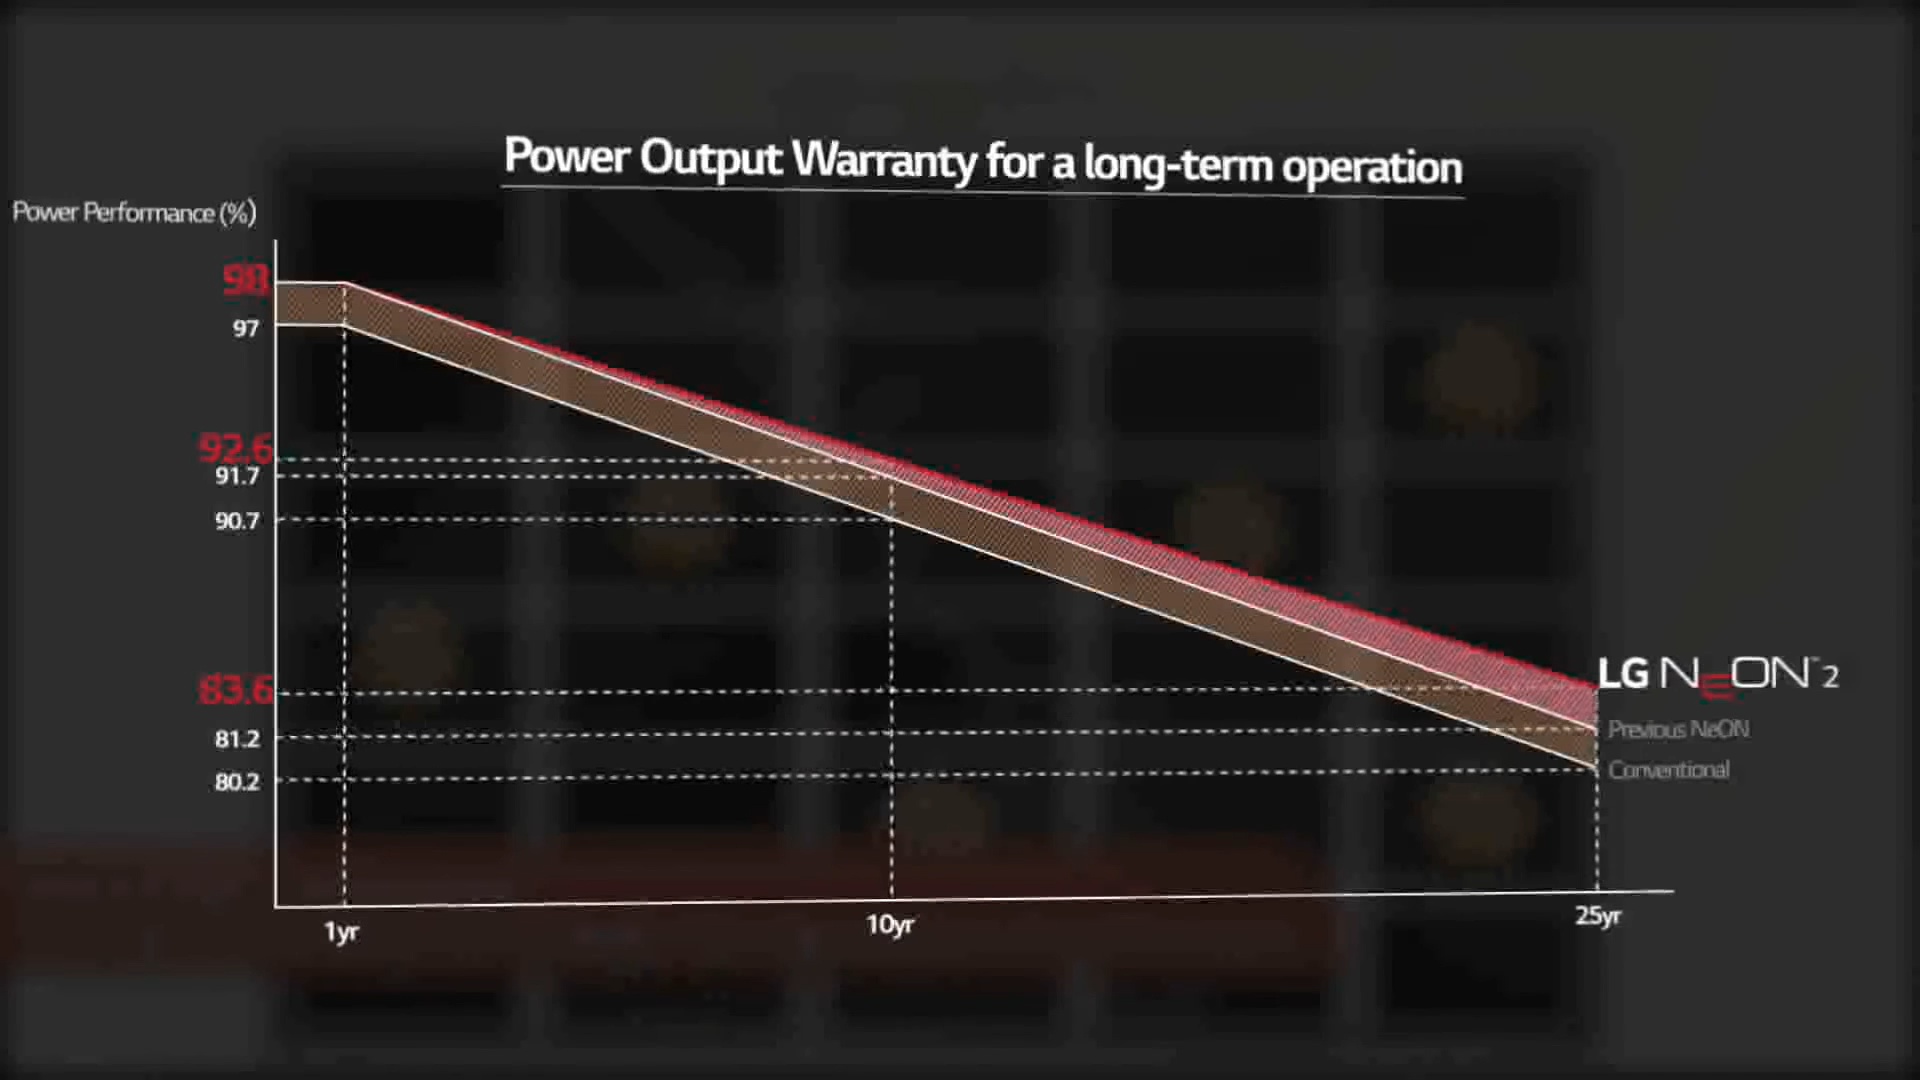 Power Output Warranty for a long-term operation
Power Performance (%)
98
97
92.6
91.7
90.7
83.6
81.2
80.2
LG NeON™ 2
Previous NeON
Conventional
1yr
10yr
25yr